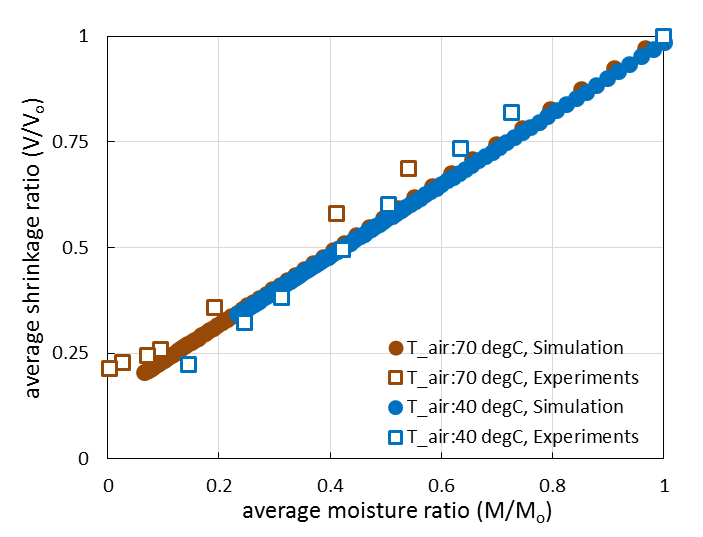 1
0.75
0.5
0.25
0
average shrinkage ratio (V/Vo)
T_air:70 degC, Simulation
T_air:70 degC, Experiments
T_air:40 degC, Simulation
T_air:40 degC, Experiments
0 0.2 0.4 0.6 0.8 1
average moisture ratio (M/Mo)